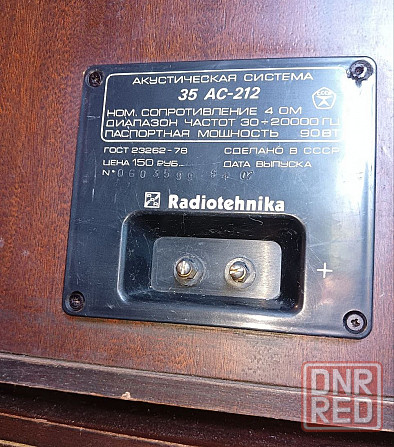 АКУСТИЧЕСКАЯ СИСТЕМА
35 АС-212
НОМ. СОПРОТИВЛЕНИЕ 4 ОМ
ДИАПАЗОН ЧАСТОТ 30÷20000 ГЦ
ПАСПОРТНАЯ МОЩНОСТЬ 90 ВТ
ГОСТ 23262-78 СДЕЛАНО В СССР
ЦЕНА 150 РУБ. ДАТА ВЫПУСКА
N°
Radiotehnika
+
DNR
RED